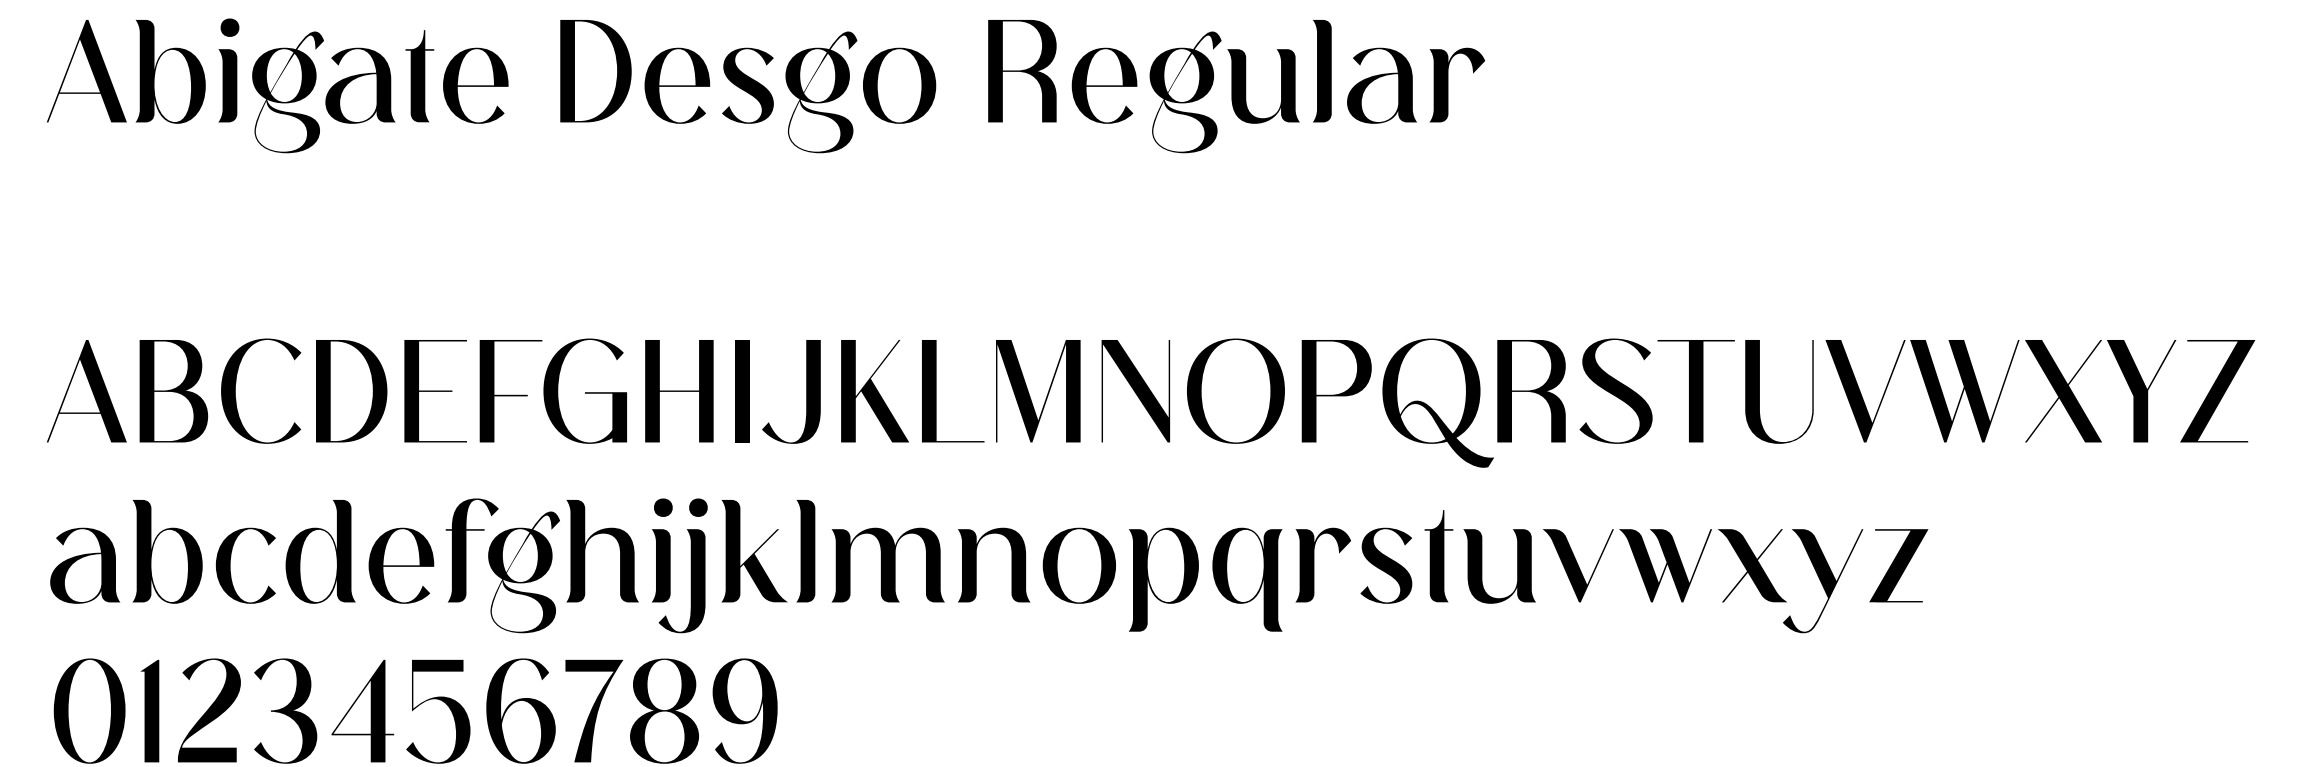 Abigate Desgo Regular
ABCDEFGHIJKLMNOPQRSTUVWXYZ
abcdefghijklmnopqrstuvwxyz
0123456789